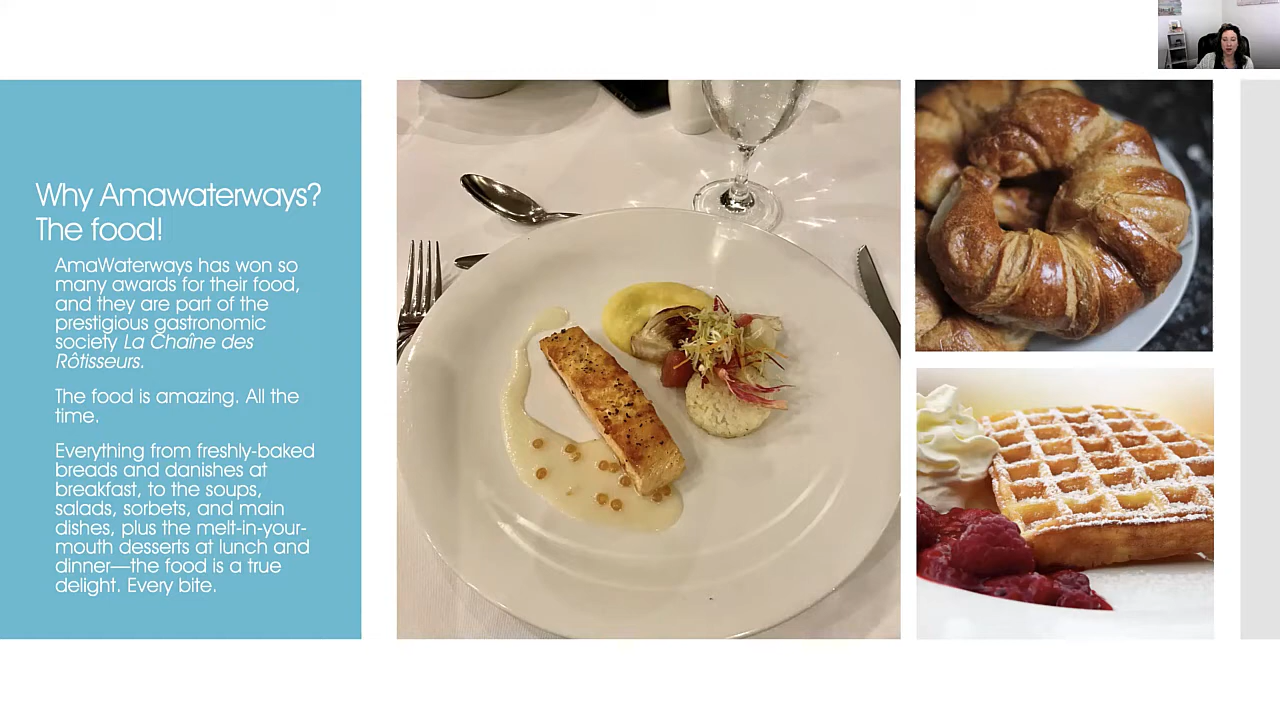 Why Amawaterways?
The food!
AmaWaterways has won so
many awards for their food,
and they are part of the
prestigious gastronomic
society La Chaîne des
Rôtisseurs.
The food is amazing. All the
time.
Everything from freshly-baked
breads and danishes at
breakfast, to the soups,
salads, sorbets, and main
dishes, plus the melt-in-your-
mouth desserts at lunch and
dinner—the food is a true
delight. Every bite.